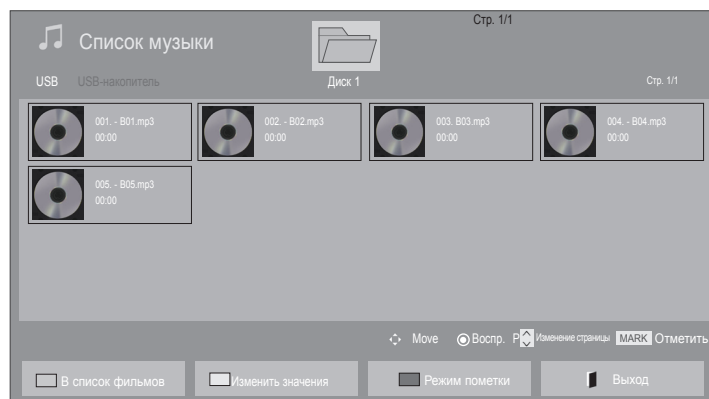 Стр. 1/1
Список музыки
USB USB-накопитель Диск 1 Стр. 1/1
001. - B01.mp3
00:00
002. - B02.mp3
00:00
003. B03.mp3
00:00
004. - B04.mp3
00:00
005. - B05.mp3
00:00
Move Воспр. P Изменение страницы MARK Отметить
В список фильмов Изменить значения Режим пометки Выход